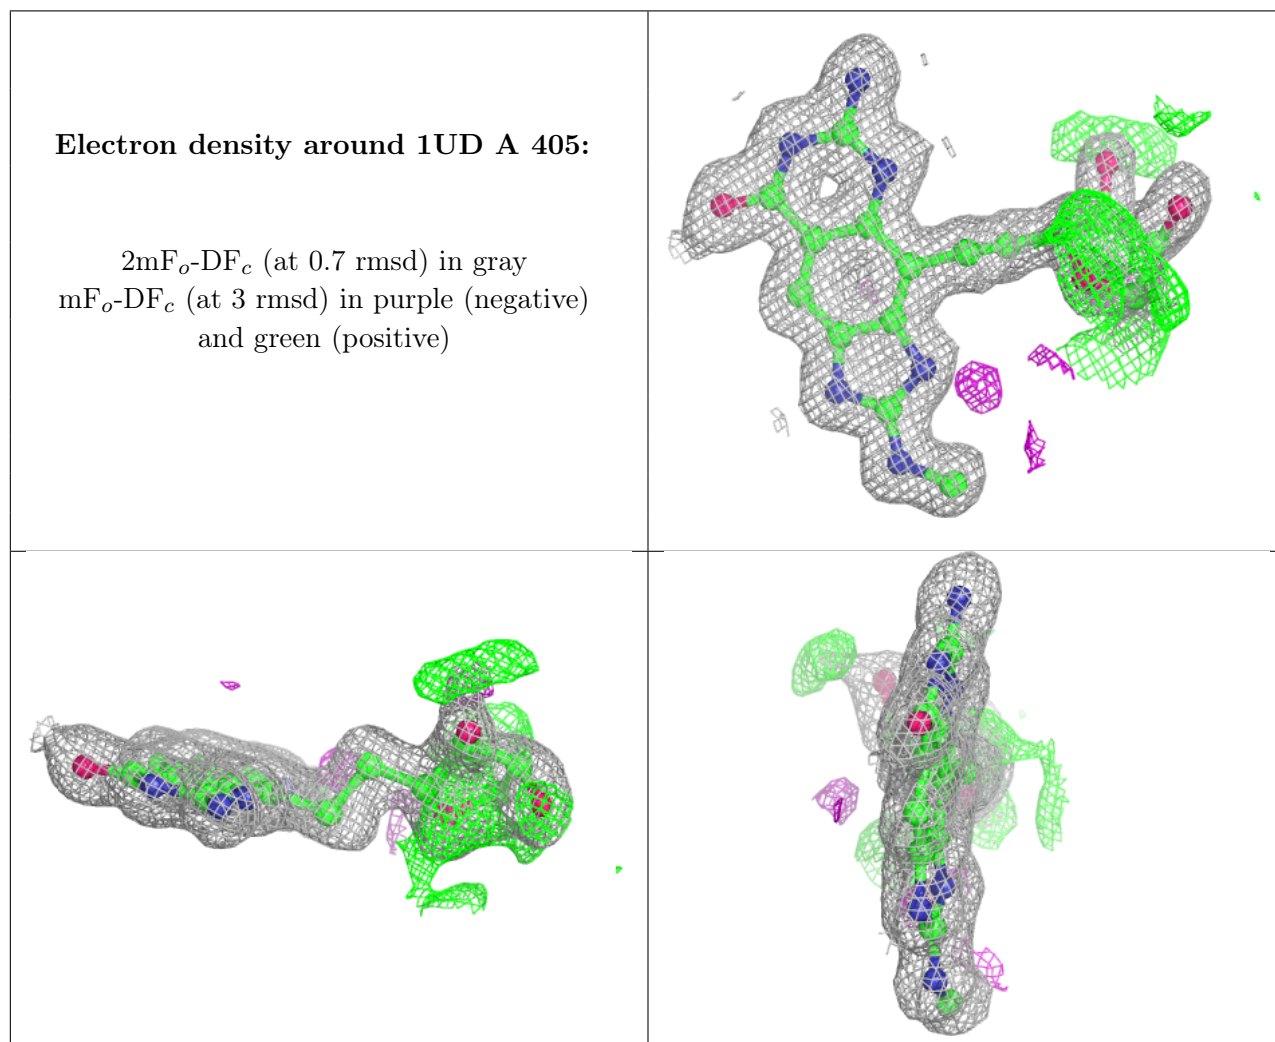 Electron density around 1UD A 405:
2mFo-DFc (at 0.7 rmsd) in gray
mFo-DFc (at 3 rmsd) in purple (negative)
and green (positive)